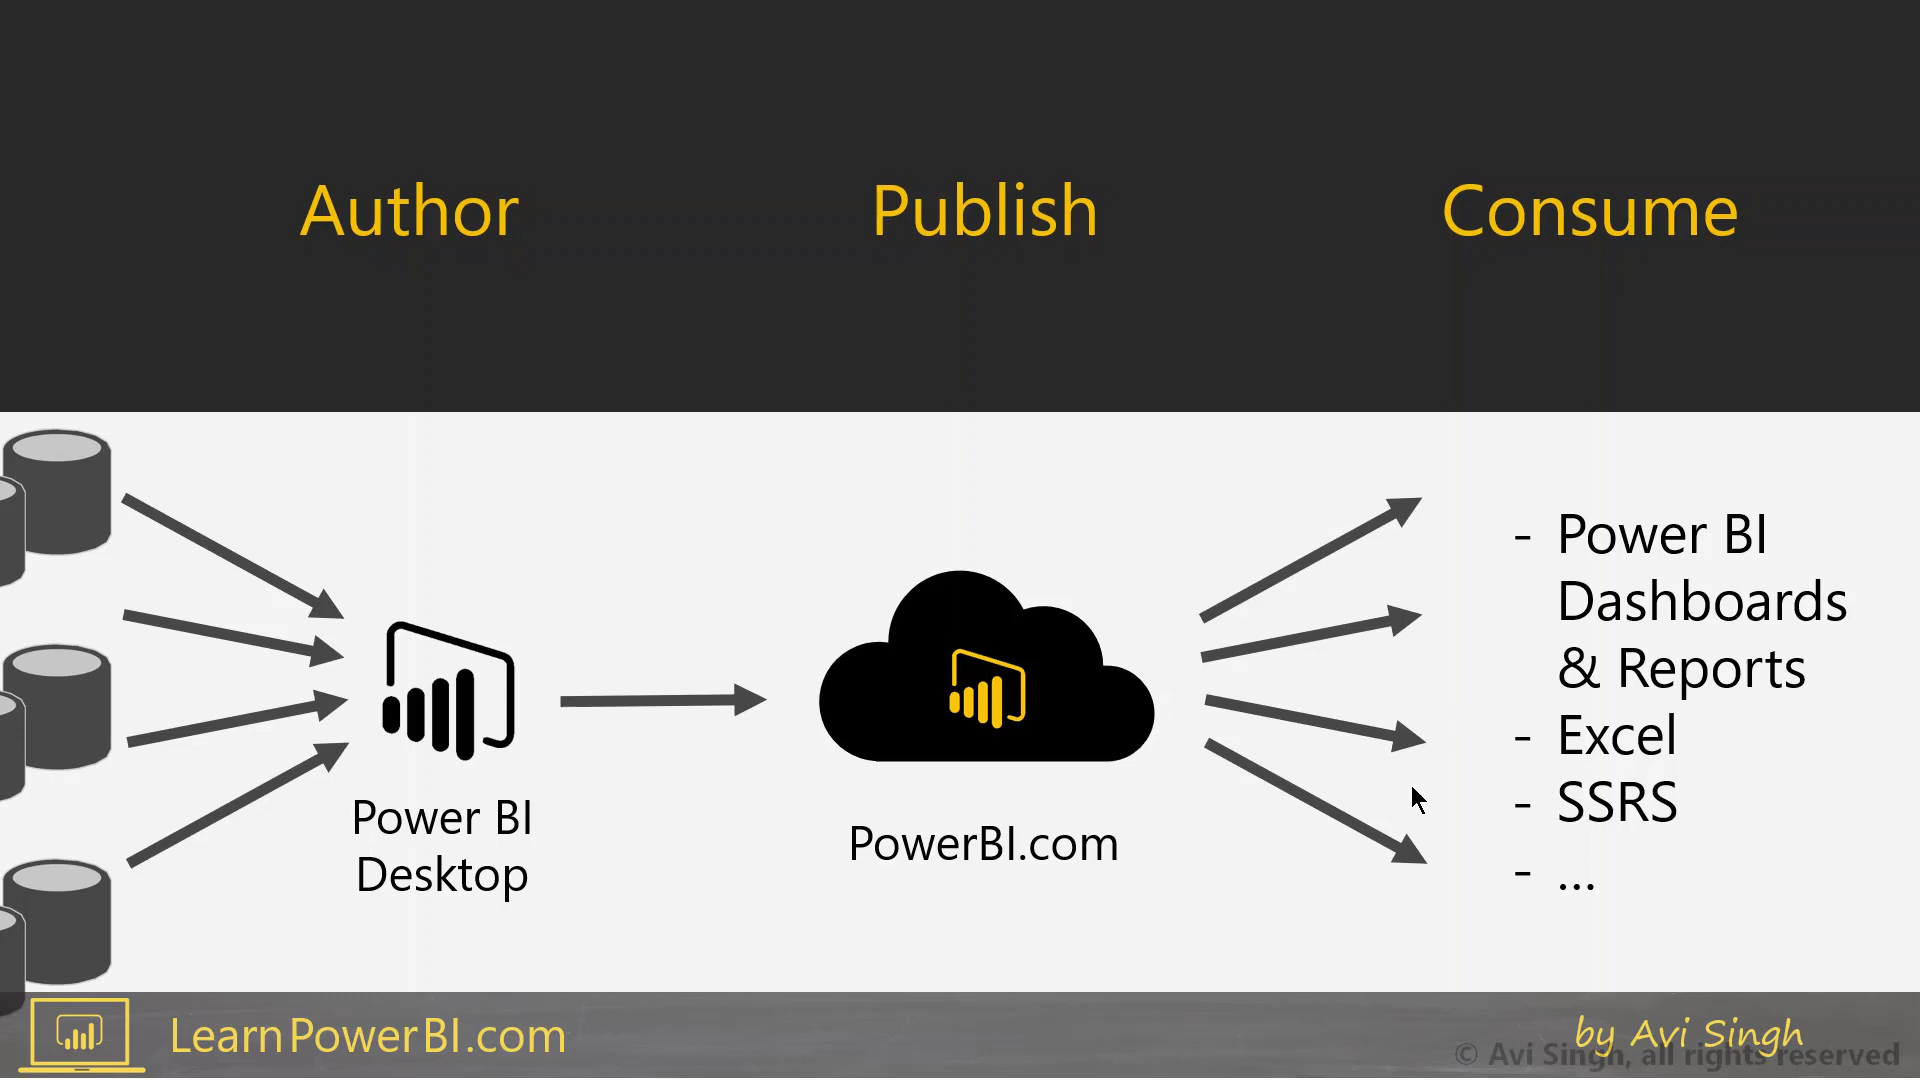 Author
Publish
Consume
- Power BI
Dashboards
& Reports
- Excel
- SSRS
- ...
Power BI
Desktop
PowerBI.com
LearnPowerBI.com
by Avi Singh
© Avi Singh, all rights reserved